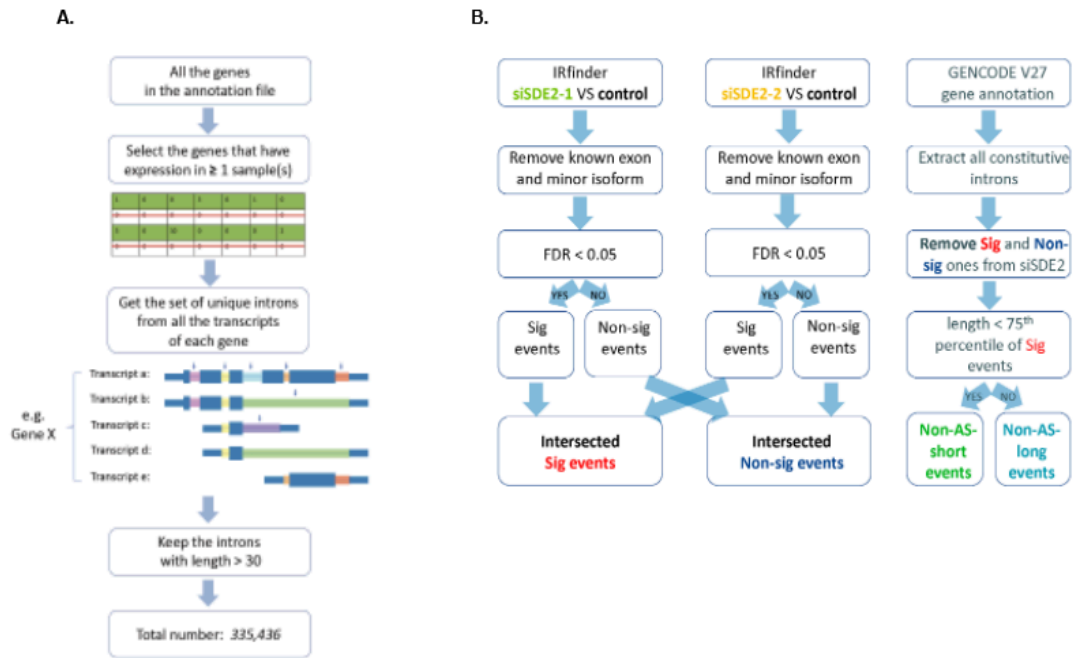 A.
All the genes
in the annotation file
Select the genes that have
expression in ≥ 1 sample(s)
Get the set of unique introns
from all the transcripts
of each gene
e.g.
Gene X
Transcript a:
Transcript b:
Transcript c:
Transcript d:
Transcript e:
Keep the introns
with length > 30
Total number: 335,436
B.
IRfinder
siSDE2-1 VS control
Remove known exon
and minor isoform
FDR < 0.05
YES NO
Sig
events
Non-sig
events
IRfinder
siSDE2-2 VS control
Remove known exon
and minor isoform
FDR < 0.05
YES NO
Sig
events
Non-sig
events
Intersected
Sig events
Intersected
Non-sig events
GENCODE V27
gene annotation
Extract all constitutive
introns
Remove Sig and Non-
sig ones from siSDE2
length < 75th
percentile of Sig
events
YES NO
Non-AS-
short
events
Non-AS-
long
events